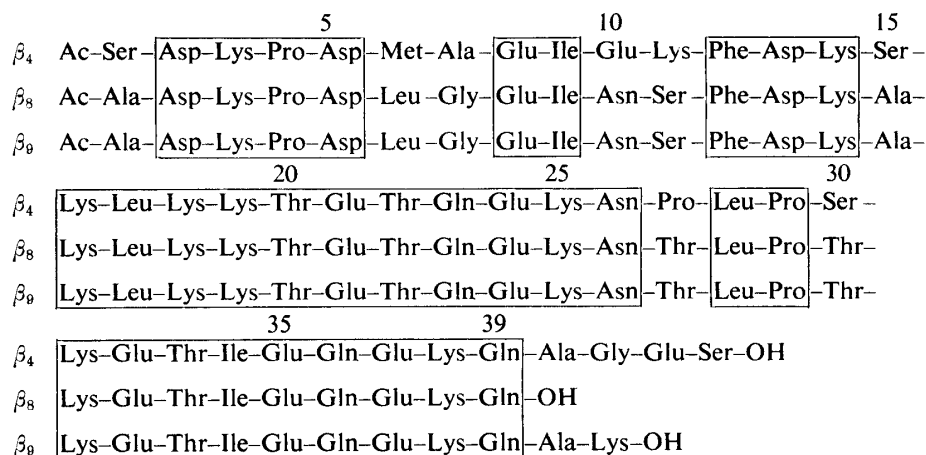 5 10 15
β₄ Ac–Ser–Asp–Lys–Pro–Asp–Met–Ala–Glu–Ile–Glu–Lys–Phe–Asp–Lys–Ser–
β₈ Ac–Ala–Asp–Lys–Pro–Asp–Leu–Gly–Glu–Ile–Asn–Ser–Phe–Asp–Lys–Ala–
β₉ Ac–Ala–Asp–Lys–Pro–Asp–Leu–Gly–Glu–Ile–Asn–Ser–Phe–Asp–Lys–Ala–
20 25 30
β₄ Lys–Leu–Lys–Lys–Thr–Glu–Thr–Gln–Glu–Lys–Asn–Pro–Leu–Pro–Ser–
β₈ Lys–Leu–Lys–Lys–Thr–Glu–Thr–Gln–Glu–Lys–Asn–Thr–Leu–Pro–Thr–
β₉ Lys–Leu–Lys–Lys–Thr–Glu–Thr–Gln–Glu–Lys–Asn–Thr–Leu–Pro–Thr–
35 39
β₄ Lys–Glu–Thr–Ile–Glu–Gln–Glu–Lys–Gln–Ala–Gly–Glu–Ser–OH
β₈ Lys–Glu–Thr–Ile–Glu–Gln–Glu–Lys–Gln–OH
β₉ Lys–Glu–Thr–Ile–Glu–Gln–Glu–Lys–Gln–Ala–Lys–OH